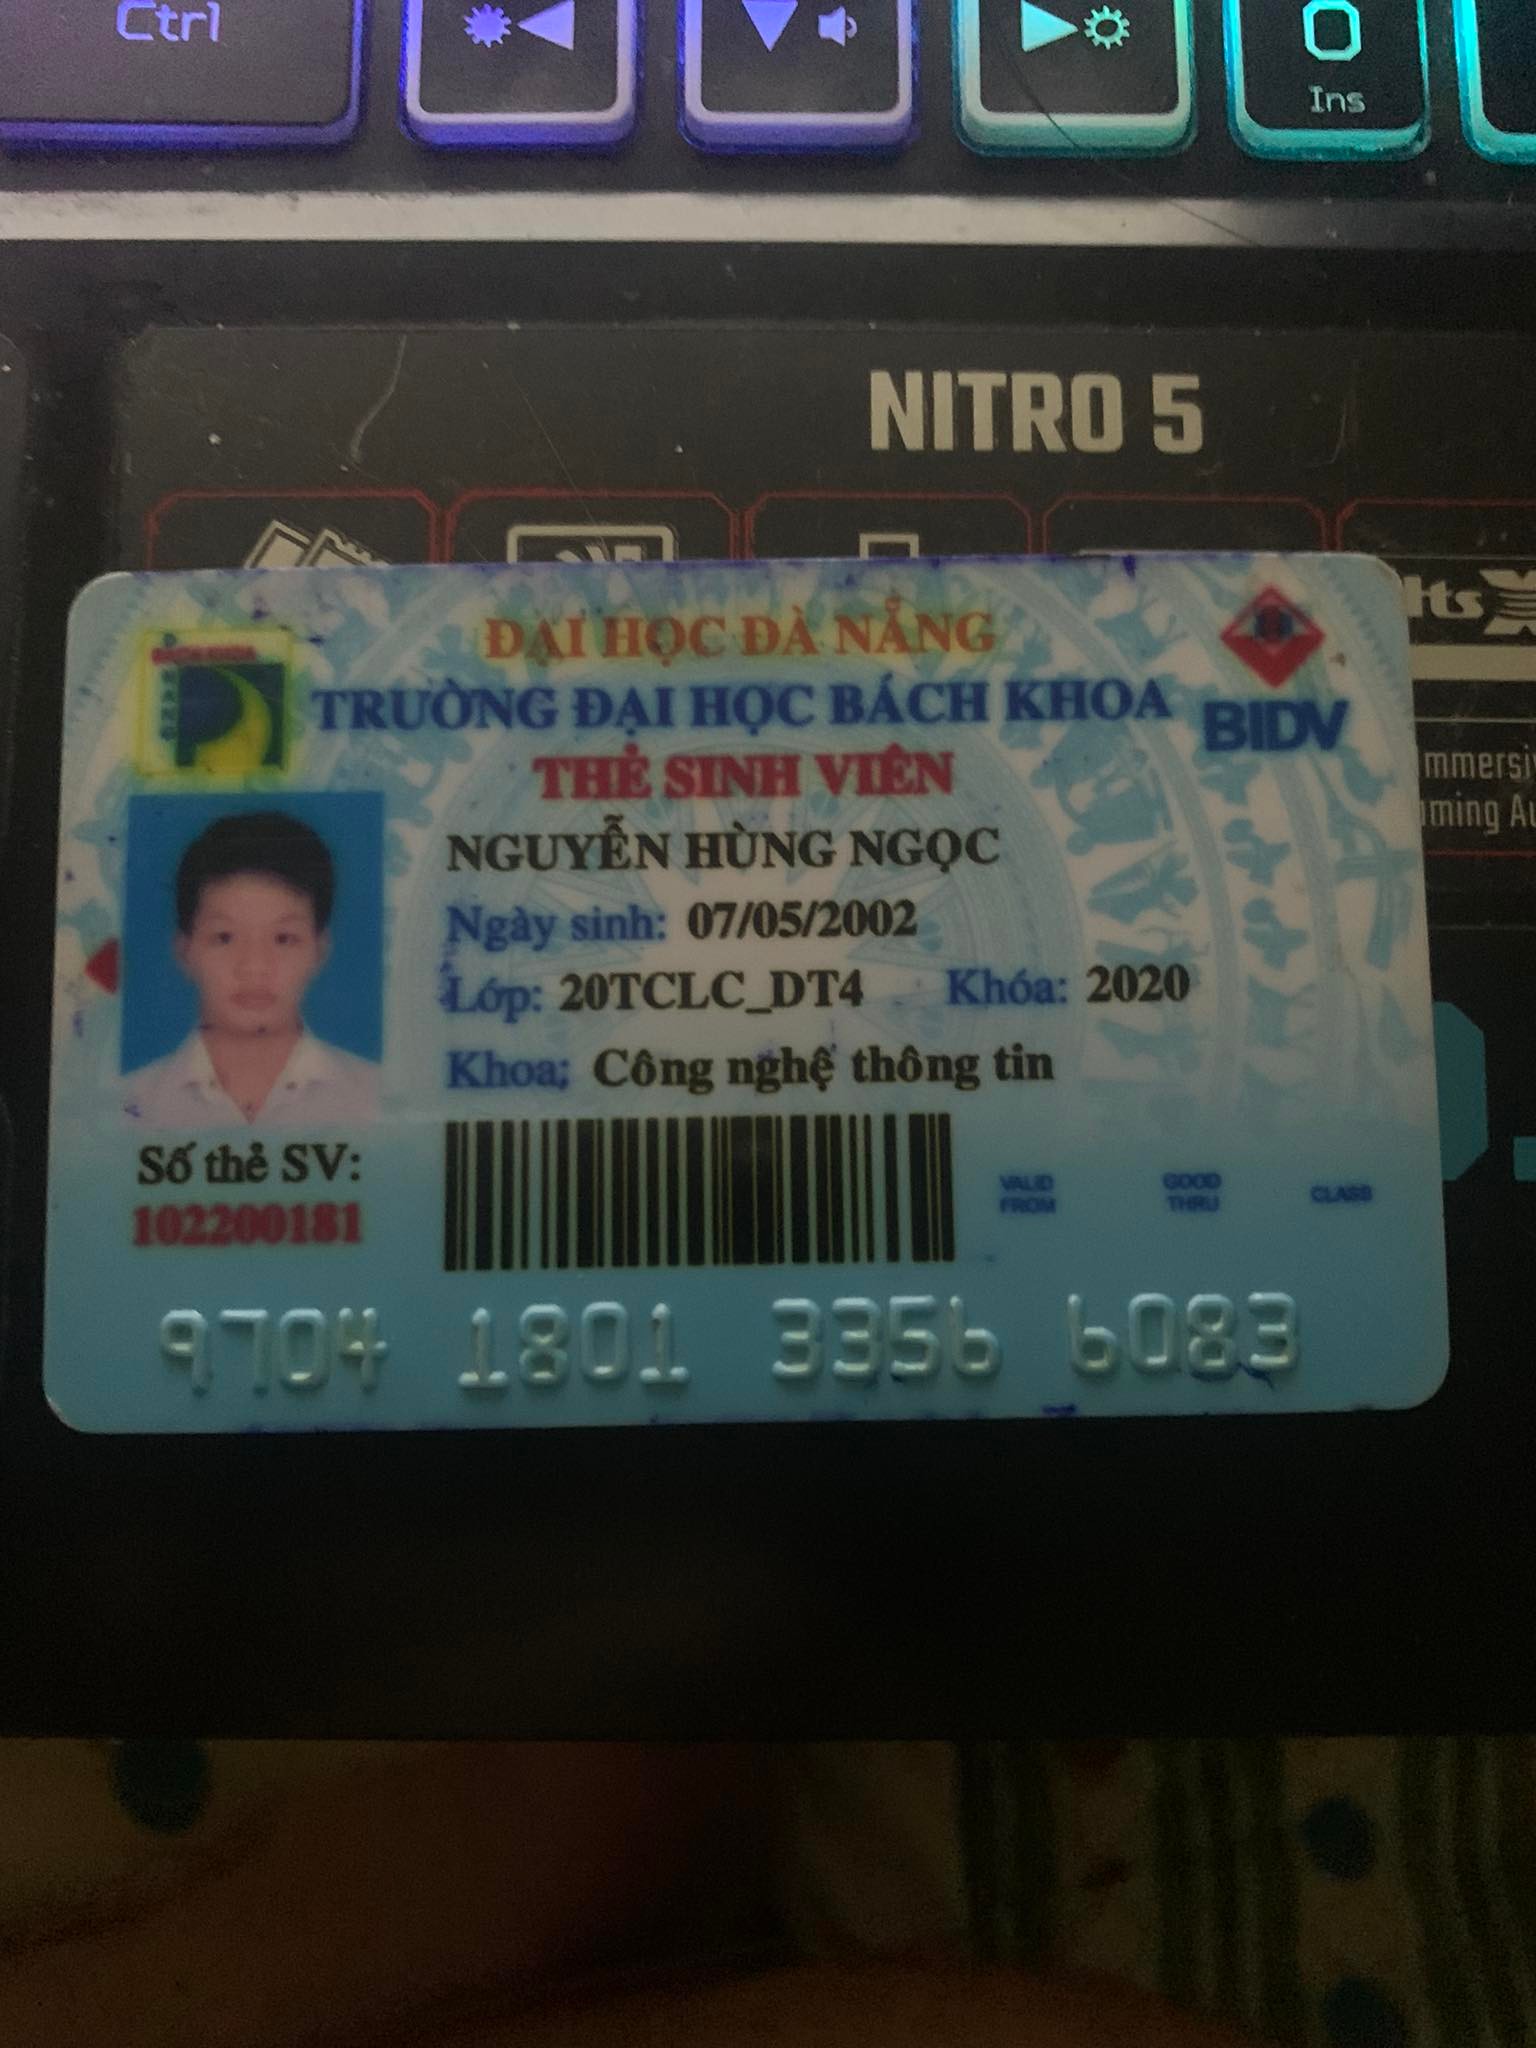 Ctrl
0
Ins
NITRO 5
lts
mmersi
ming Au
ĐẠI HỌC ĐÀ NẴNG
TRƯỜNG ĐẠI HỌC BÁCH KHOA
BIDV
THẺ SINH VIÊN
NGUYỄN HÙNG NGỌC
Ngày sinh: 07/05/2002
Lớp: 20TCLC_DT4 Khóa: 2020
Khoa: Công nghệ thông tin
Số thẻ SV:
102200181
VALID FROM GOOD THRU CLASS
9704 1801 3356 6083